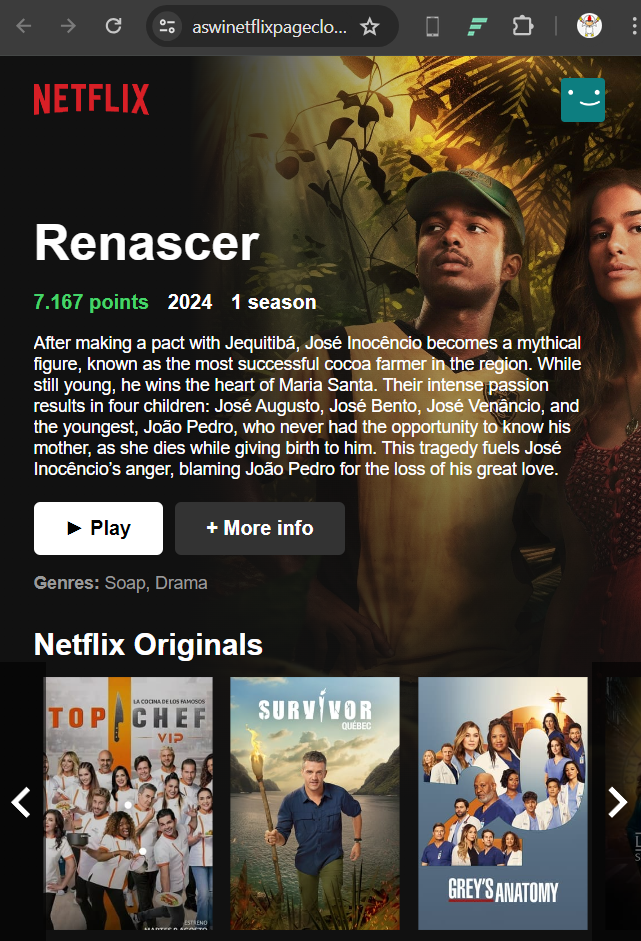 aswinetflixpageclo...
NETFLIX
Renascer
7.167 points 2024 1 season
After making a pact with Jequitibá, José Inocêncio becomes a mythical
figure, known as the most successful cocoa farmer in the region. While
still young, he wins the heart of Maria Santa. Their intense passion
results in four children: José Augusto, José Bento, José Venâncio, and
the youngest, João Pedro, who never had the opportunity to know his
mother, as she dies while giving birth to him. This tragedy fuels José
Inocêncio’s anger, blaming João Pedro for the loss of his great love.
► Play + More info
Genres: Soap, Drama
Netflix Originals
LA COCINA DE LOS FAMOSOS
TOP CHEF
VIP
ESTRENO
MARTES 6 AGOSTO
SURVIVOR
QUÉBEC
GREY'S ANATOMY